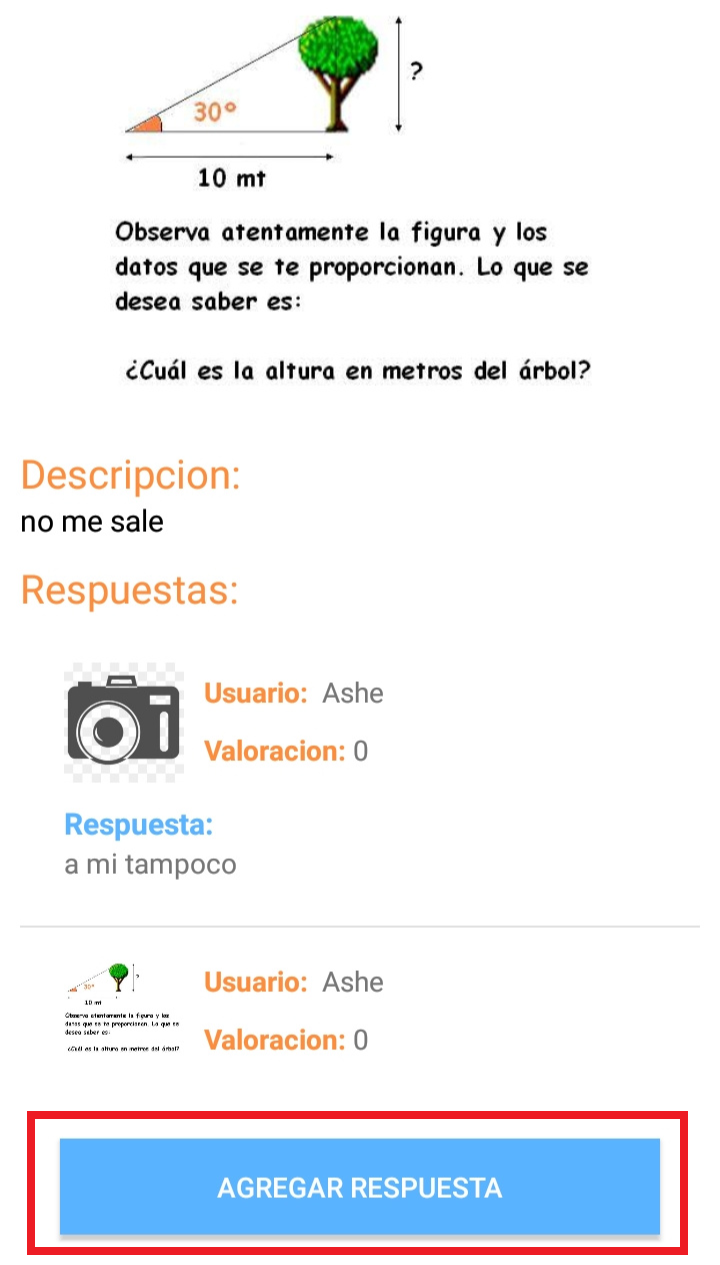 ?
30°
10 mt
Observa atentamente la figura y los
datos que se te proporcionan. Lo que se
desea saber es:
¿Cuál es la altura en metros del árbol?
Descripcion:
no me sale
Respuestas:
Usuario: Ashe
Valoracion: 0
Respuesta:
a mi tampoco
?
30°
10 mt
Observa atentamente la figura y los
datos que se te proporcionan. Lo que se
desea saber es:
¿Cuál es la altura en metros del árbol?
Usuario: Ashe
Valoracion: 0
AGREGAR RESPUESTA